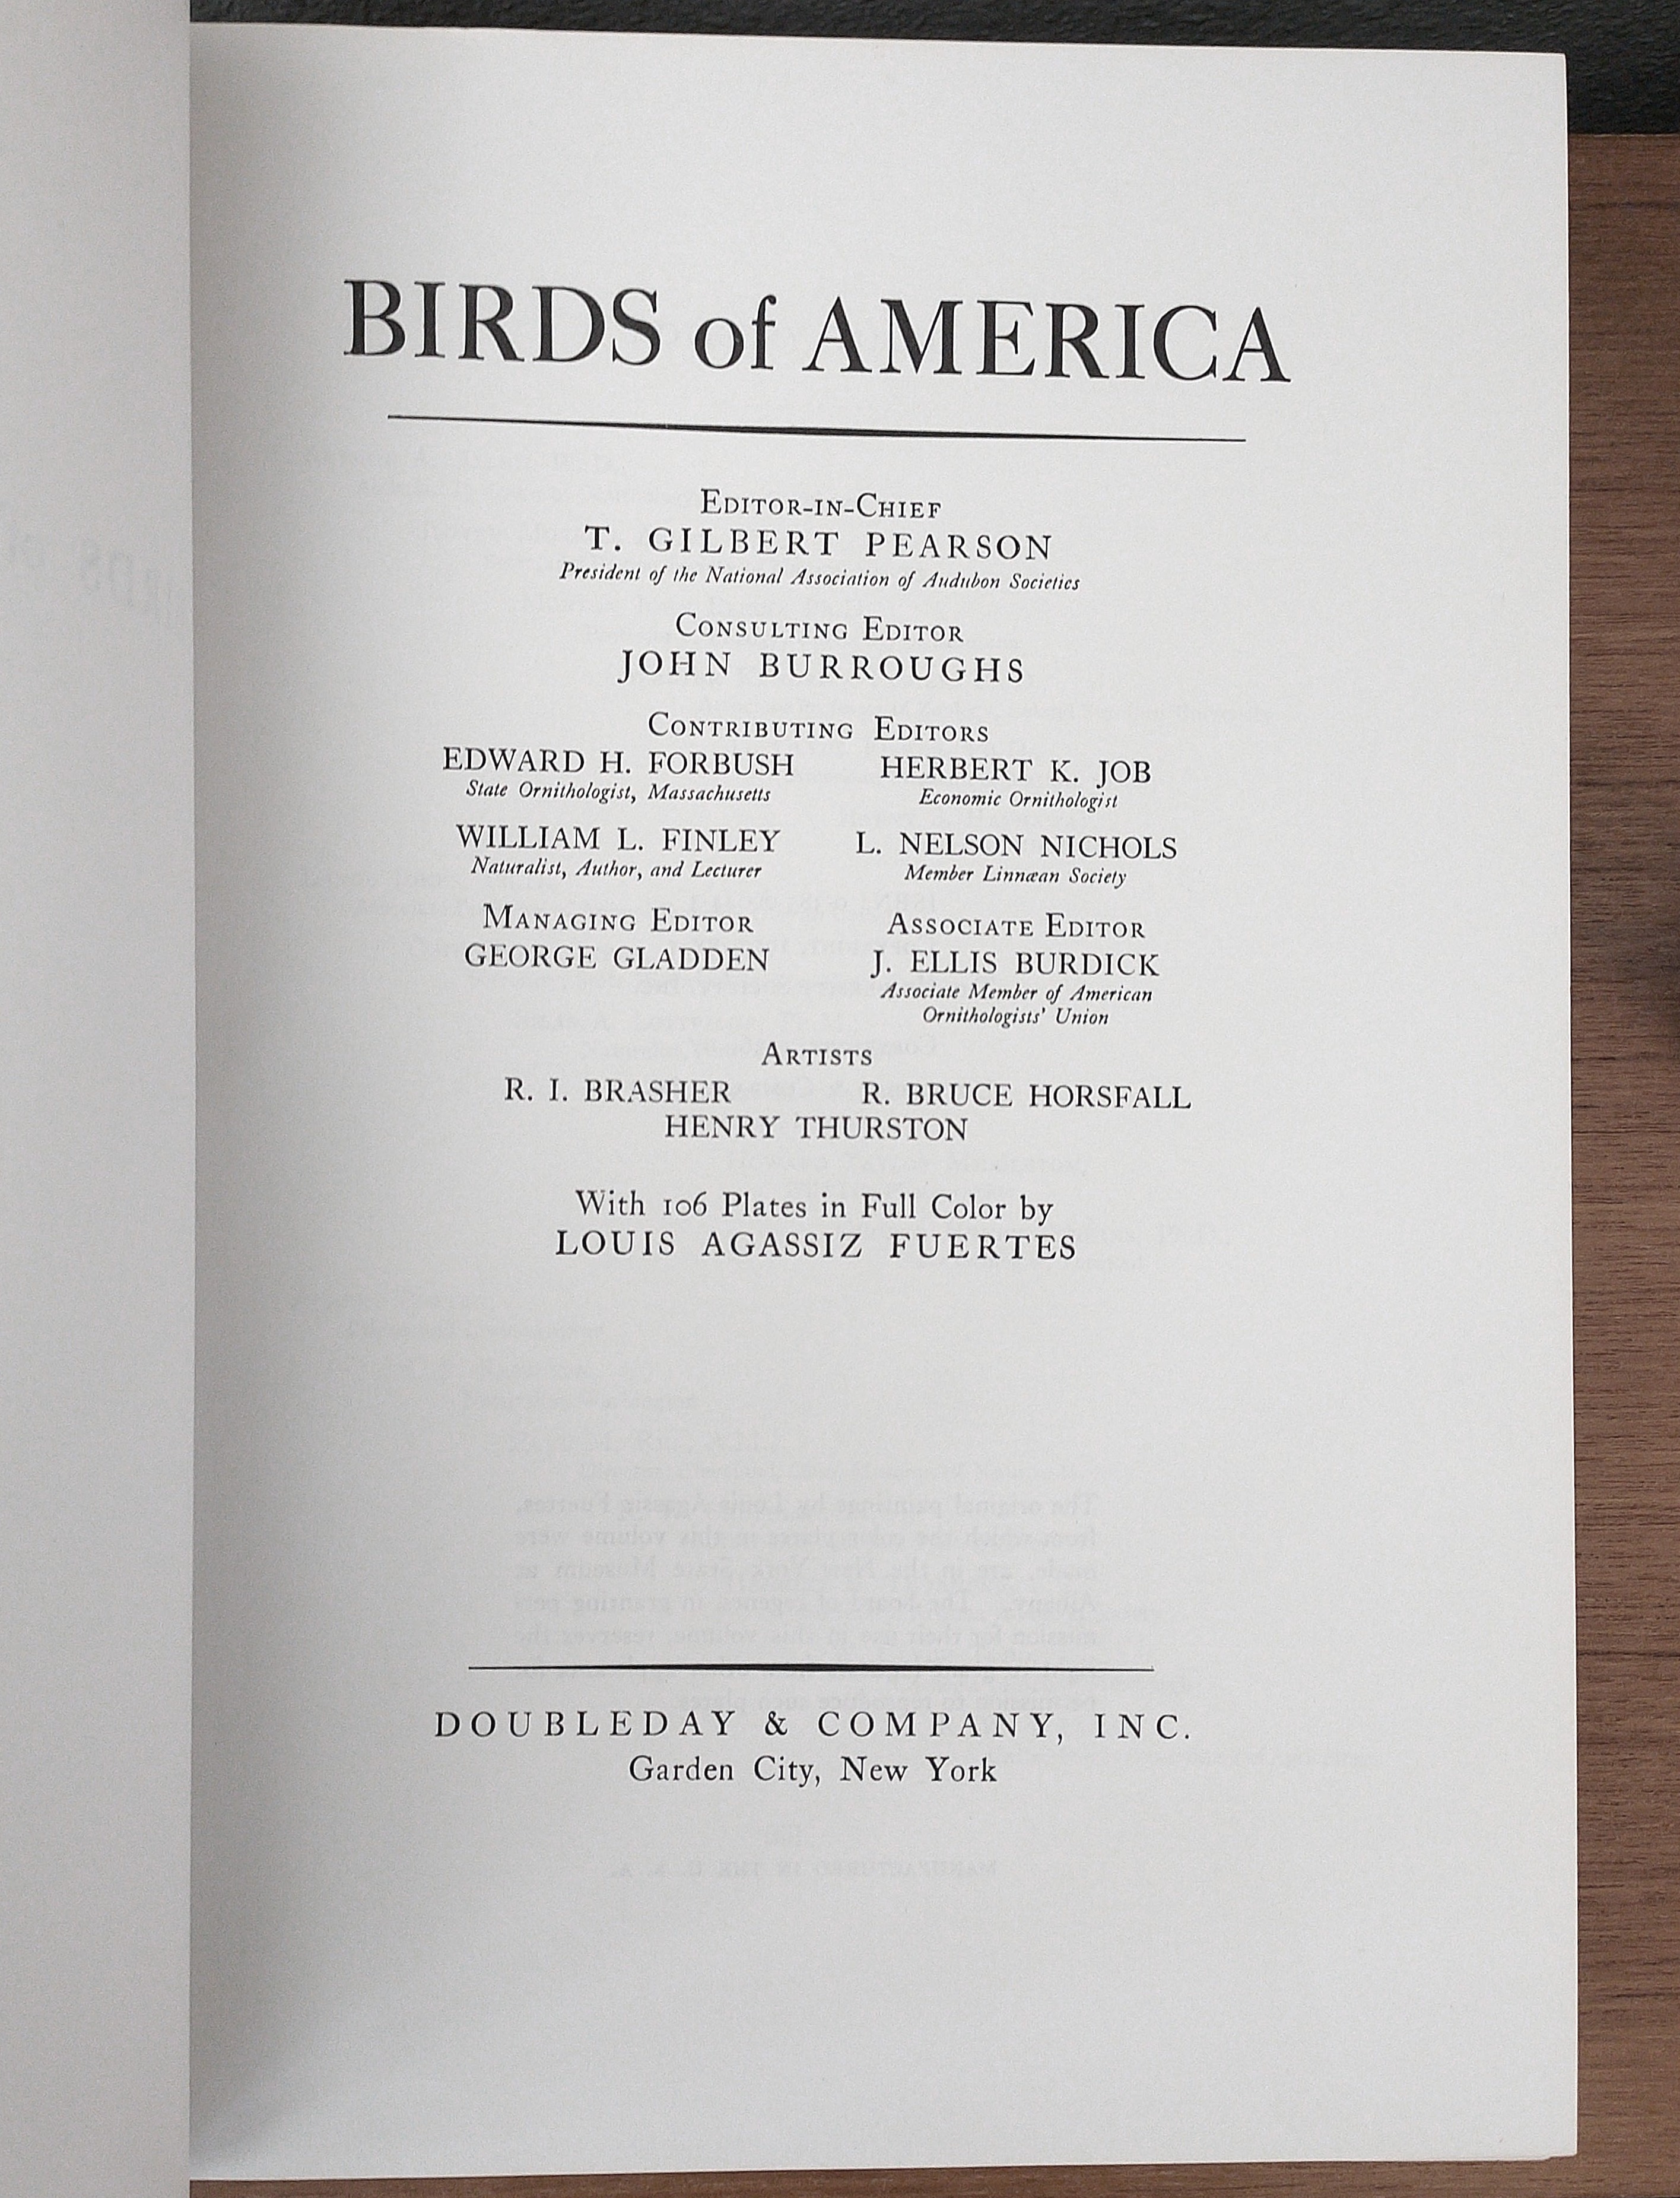 BIRDS of AMERICA
EDITOR-IN-CHIEF
T. GILBERT PEARSON
President of the National Association of Audubon Societies
CONSULTING EDITOR
JOHN BURROUGHS
CONTRIBUTING EDITORS
EDWARD H. FORBUSH HERBERT K. JOB
State Ornithologist, Massachusetts Economic Ornithologist
WILLIAM L. FINLEY L. NELSON NICHOLS
Naturalist, Author, and Lecturer Member Linnæan Society
MANAGING EDITOR ASSOCIATE EDITOR
GEORGE GLADDEN J. ELLIS BURDICK
Associate Member of American
Ornithologists' Union
ARTISTS
R. I. BRASHER R. BRUCE HORSFALL
HENRY THURSTON
With 106 Plates in Full Color by
LOUIS AGASSIZ FUERTES
DOUBLEDAY & COMPANY, INC.
Garden City, New York